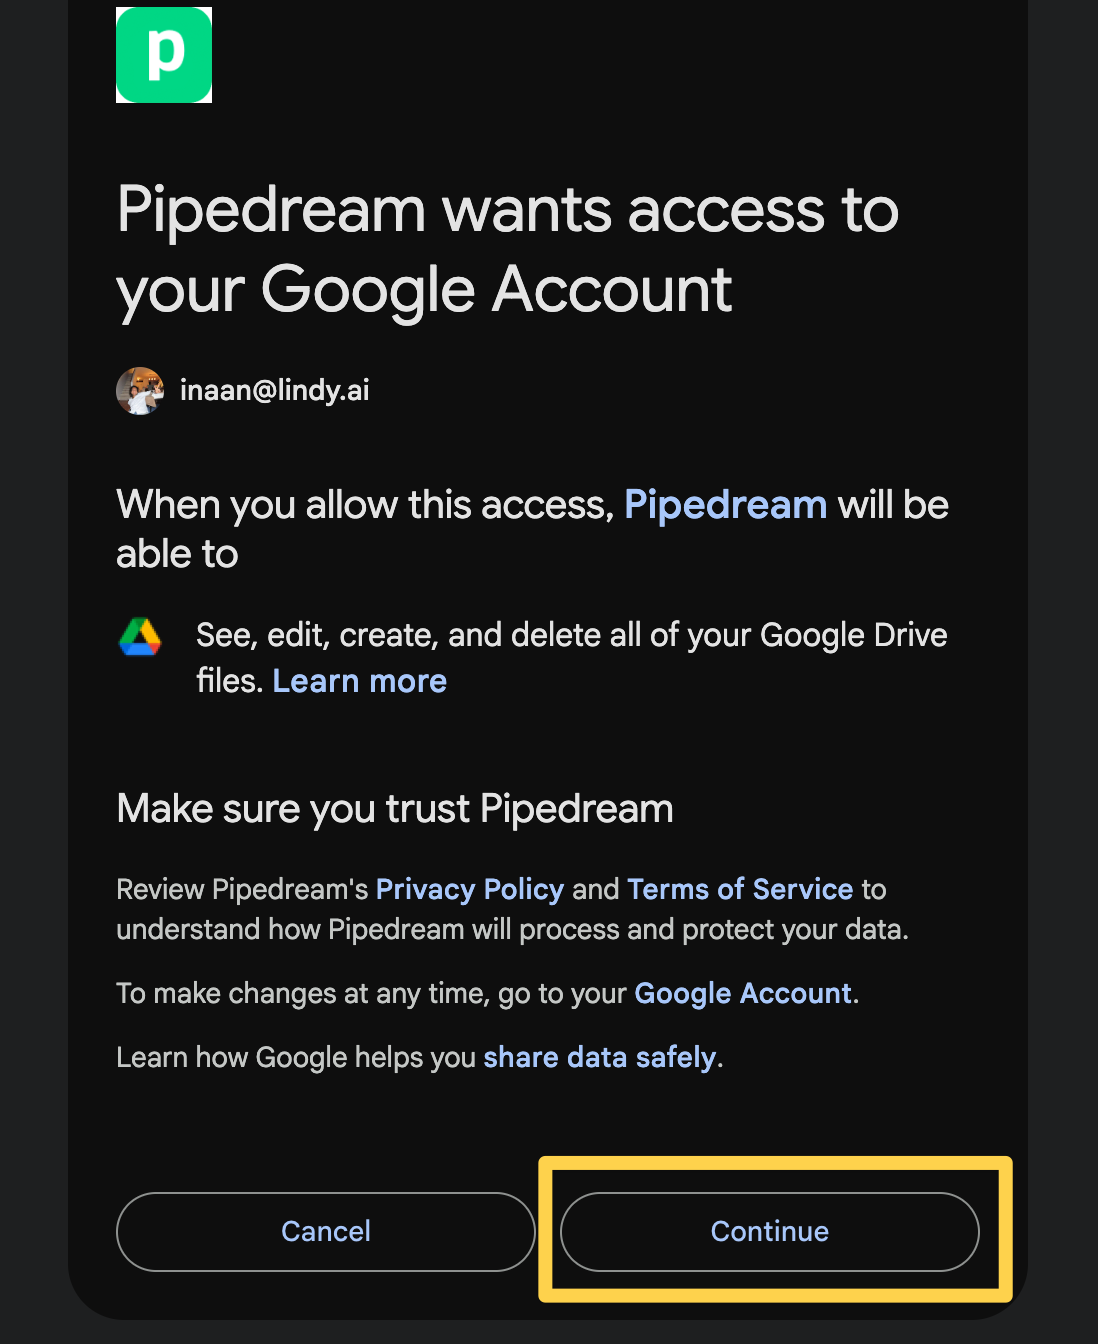 p
Pipedream wants access to
your Google Account
inaan@lindy.ai
When you allow this access, Pipedream will be
able to
See, edit, create, and delete all of your Google Drive
files. Learn more
Make sure you trust Pipedream
Review Pipedream's Privacy Policy and Terms of Service to
understand how Pipedream will process and protect your data.
To make changes at any time, go to your Google Account.
Learn how Google helps you share data safely.
Cancel
Continue